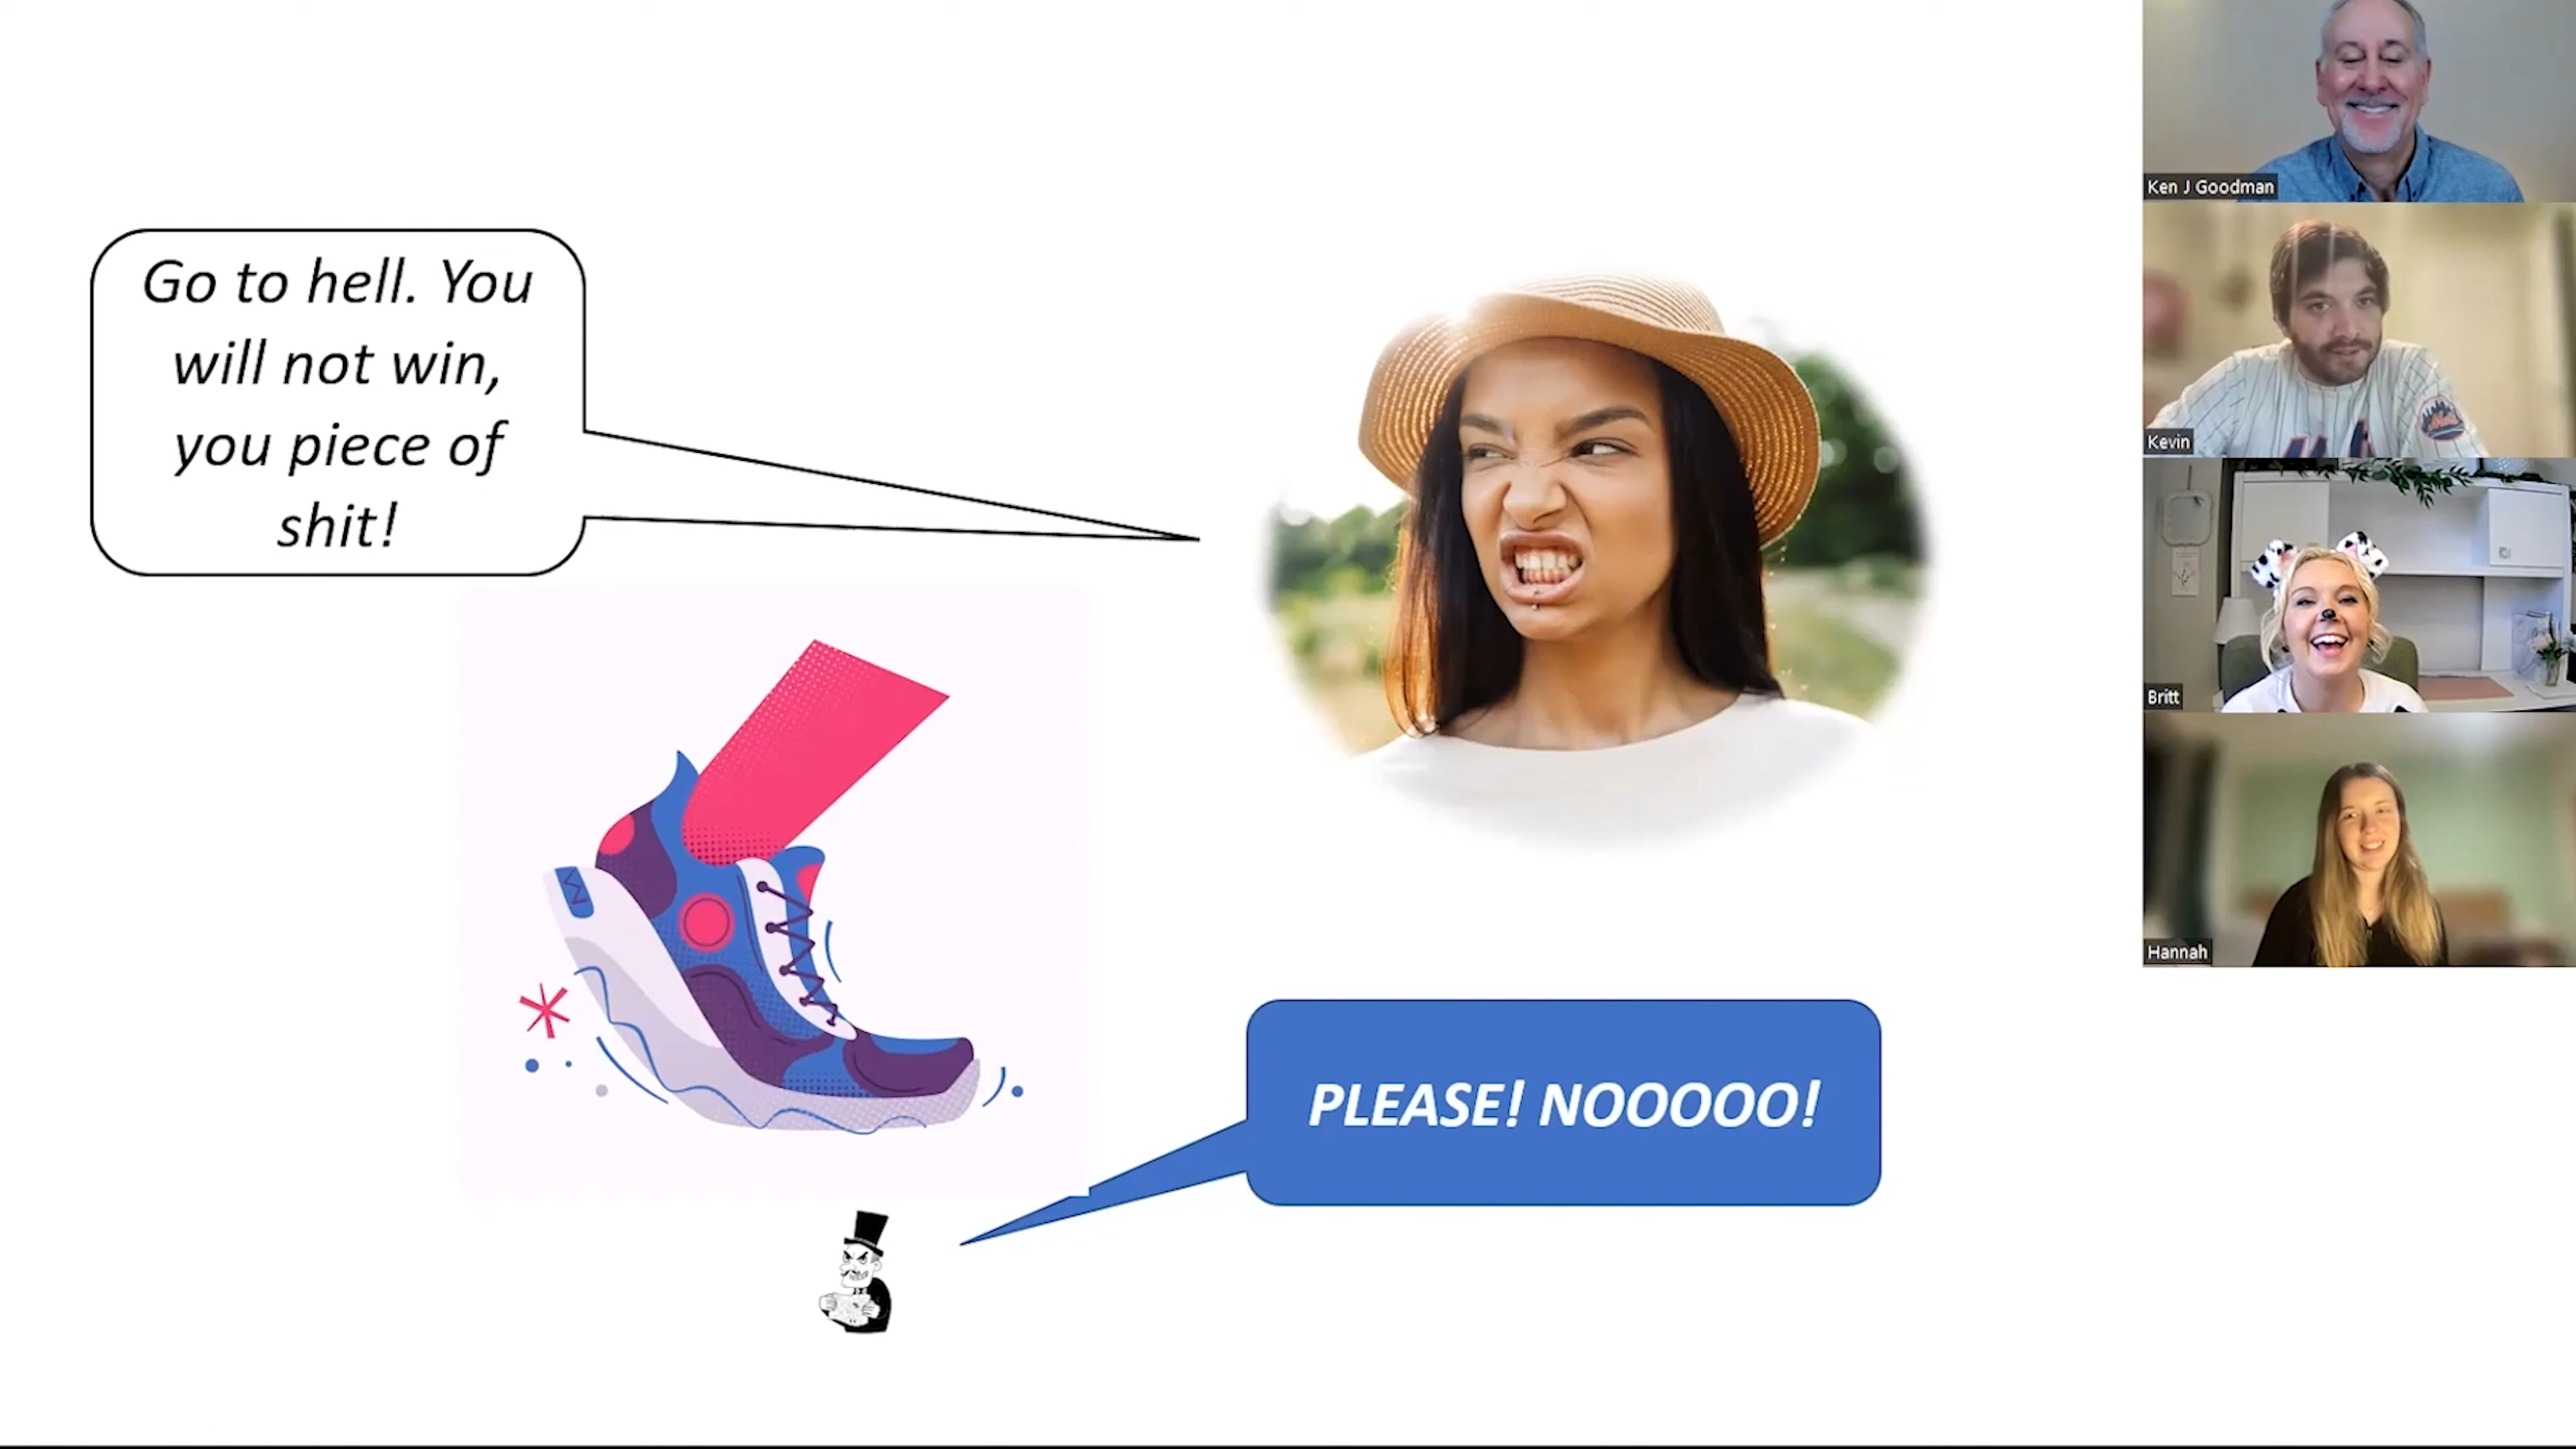 Go to hell. You
will not win,
you piece of
shit!
PLEASE! NOOOOO!
Ken J Goodman
Kevin
Britt
Hannah